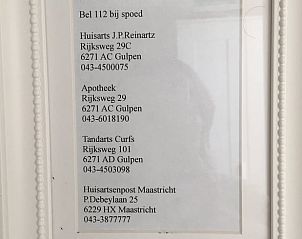 Bel 112 bij spoed
Huisarts J.P.Reinartz
Rijksweg 29C
6271 AC Gulpen
043-4500075
Apotheek
Rijksweg 29
6271 AC Gulpen
043-6018190
Tandarts Curfs
Rijksweg 101
6271 AD Gulpen
043-4503098
Huisartsenpost Maastricht
P.Debeylaan 25
6229 HX Maastricht
043-3877777